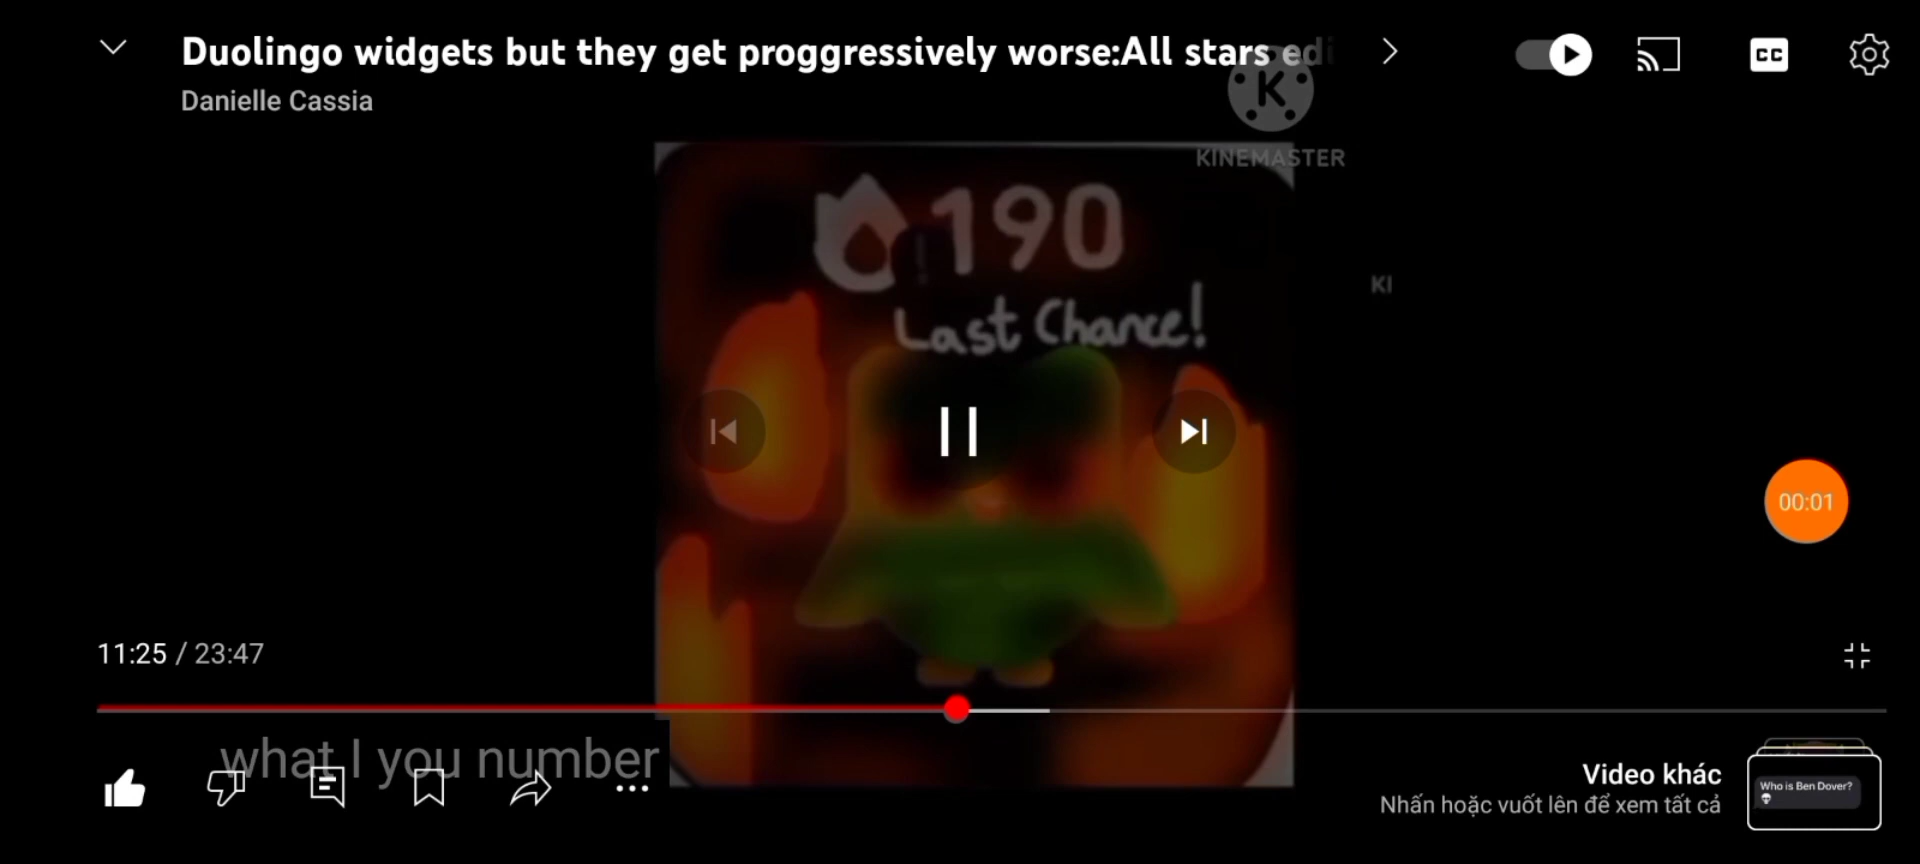 Duolingo widgets but they get proggressively worse:All stars edi
Danielle Cassia
CC
K
KINEMASTER
190
Last Chance!
KI
00:01
11:25 / 23:47
what I you number
Video khác
Nhấn hoặc vuốt lên để xem tất cả
Who is Ben Dover?